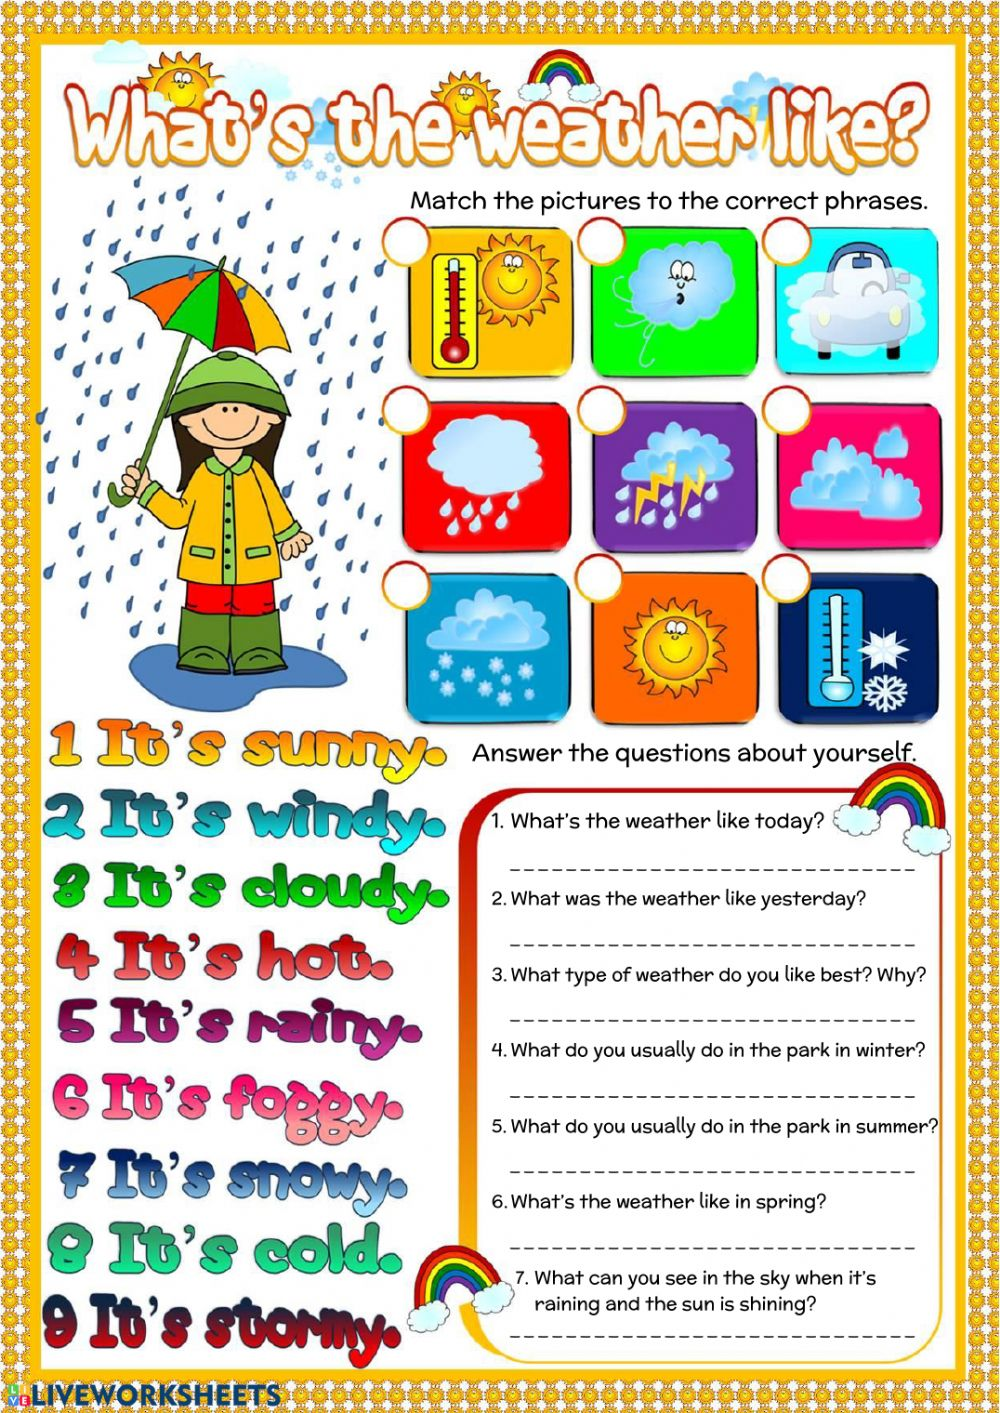 What's the weather like?
Match the pictures to the correct phrases.
1 It's sunny.
2 It's windy.
3 It's cloudy.
4 It's hot.
5 It's rainy.
6 It's foggy.
7 It's snowy.
8 It's cold.
9 It's stormy.
Answer the questions about yourself.
1. What's the weather like today?
2. What was the weather like yesterday?
3. What type of weather do you like best? Why?
4. What do you usually do in the park in winter?
5. What do you usually do in the park in summer?
6. What's the weather like in spring?
7. What can you see in the sky when it's
raining and the sun is shining?
LIVEWORKSHEETS